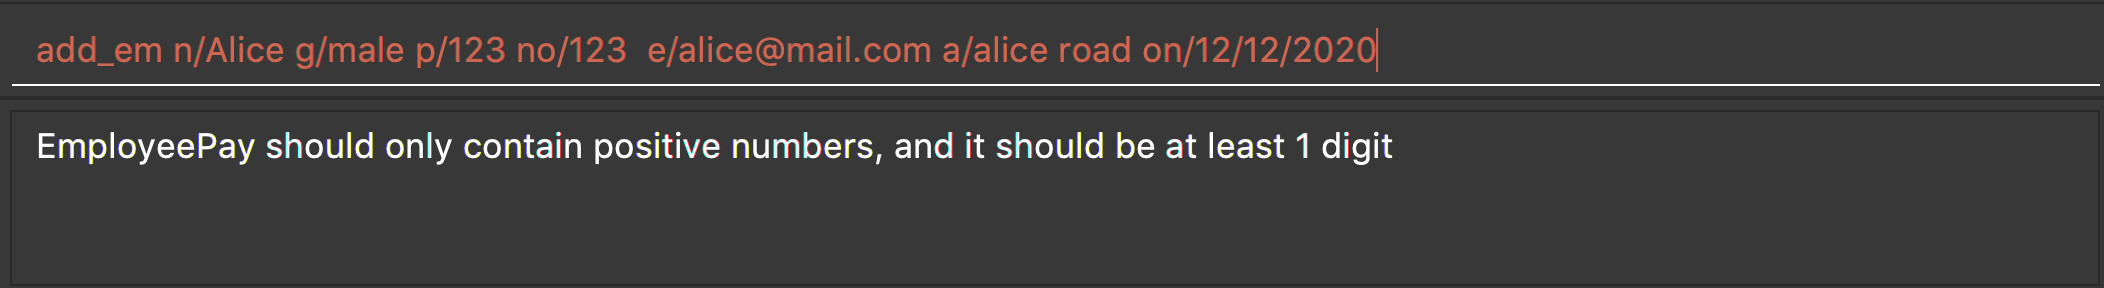 add_em n/Alice g/male p/123 no/123  e/alice@mail.com a/alice road on/12/12/2020
EmployeePay should only contain positive numbers, and it should be at least 1 digit